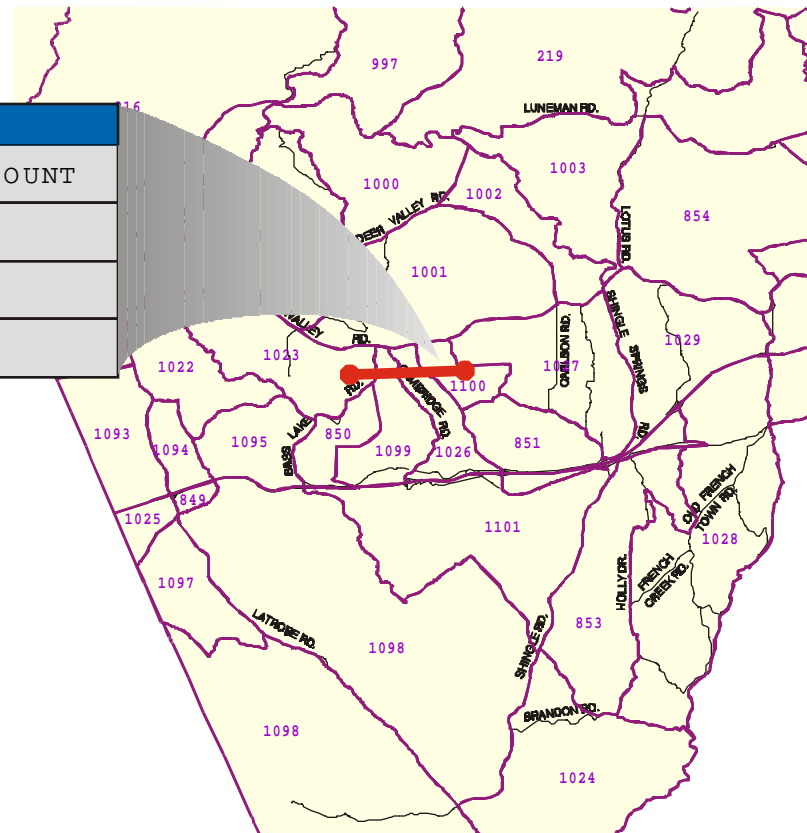 997
219
216
LUNEMAN RD.
OUNT
1003
1000
1002
DEER VALLEY RD.
LOTUS RD.
854
1001
SHINGLE SPRINGS RD.
CARLSON RD.
1029
VALLEY RD.
1023
1022
1027
1100
CAMBRIDGE RD.
BASS LAKE RD.
1093
1094
1095
850
1099
1026
851
849
1025
OLD FRENCH TOWN RD.
1101
1028
1097
HOLLY DR.
FRENCH CREEK RD.
LATROBE RD.
853
1098
SHINGLE RD.
BRANDON RD.
1098
1024